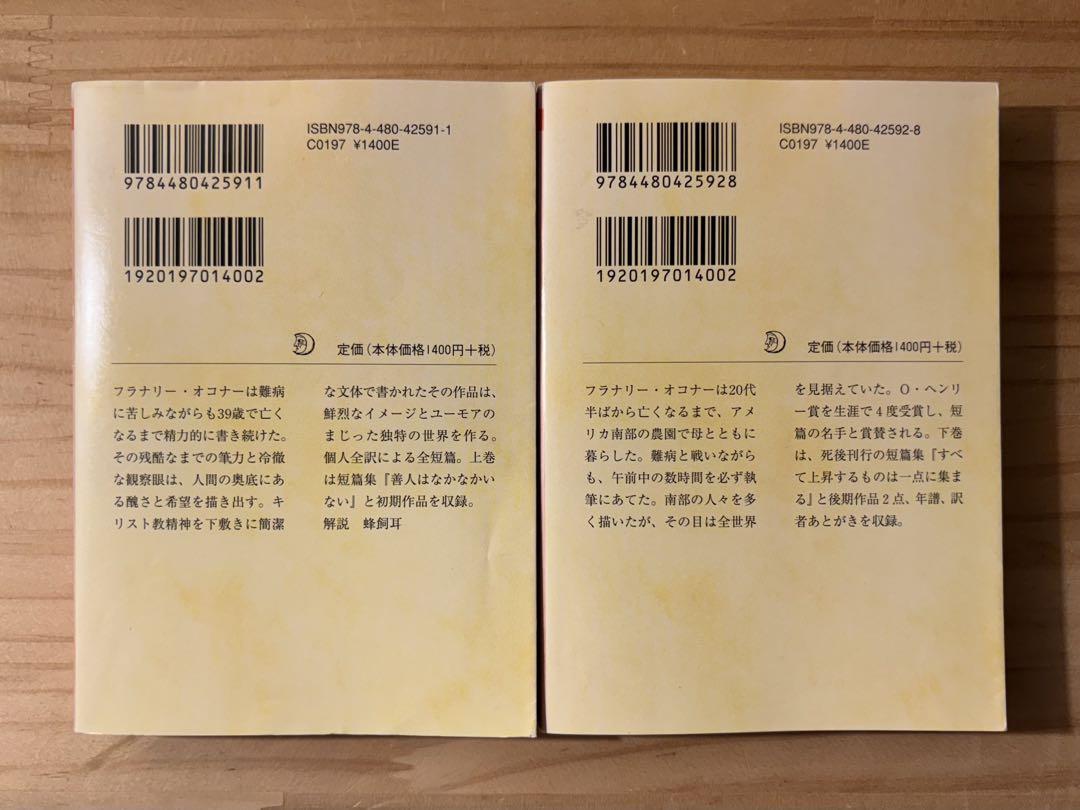 ISBN978-4-480-42591-1
C0197 ¥1400E
9784480425911
1920197014002
定価(本体価格1400円+税)
フラナリー・オコナーは難病
に苦しみながらも39歳で亡く
なるまで精力的に書き続けた。
その残酷なまでの筆力と冷徹
な観察眼は、人間の奥底にあ
る醜さと希望を描き出す。キ
リスト教精神を下敷きに簡潔
な文体で書かれたその作品は、
鮮烈なイメージとユーモアの
まじった独特の世界を作る。
個人全訳による全短篇。上巻
は短篇集『善人はなかなかい
ない』と初期作品を収録。
解説 蜂飼耳
ISBN978-4-480-42592-8
C0197 ¥1400E
9784480425928
1920197014002
定価(本体価格1400円+税)
フラナリー・オコナーは20代
半ばから亡くなるまで、アメ
リカ南部の農園で母とともに
暮らした。難病と戦いながら
も、午前中の数時間を必ず執
筆にあてた。南部の人々を多
く描いたが、その目は全世界
を見据えていた。O・ヘンリ
ー賞を生涯で4度受賞し、短
篇の名手と賞賛される。下巻
は、死後刊行の短篇集『すべ
て上昇するものは一点に集ま
る』と後期作品2点、年譜、訳
者あとがきを収録。